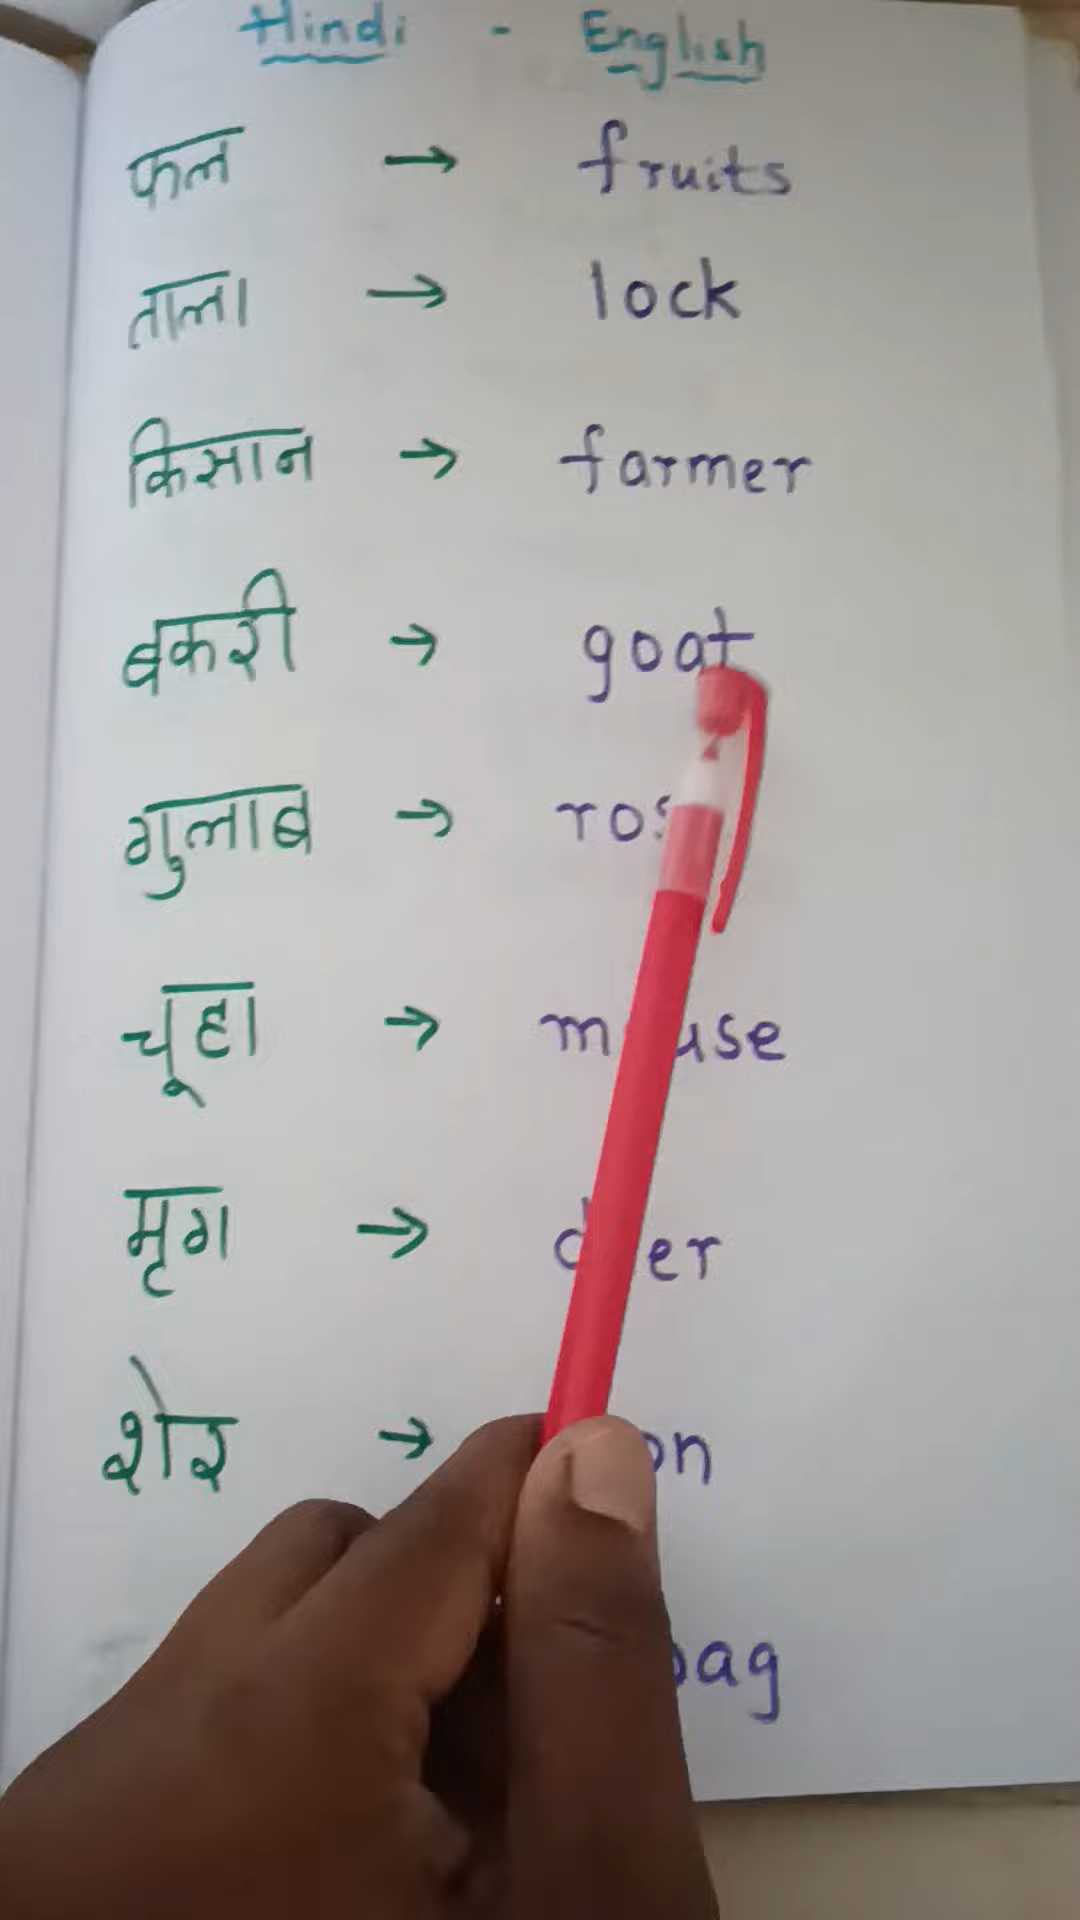 Hindi - English
फल → fruits
ताला → lock
किसान → farmer
बकरी → goat
गुलाब →
चूहा →
मृग →
शेर →